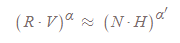 (R · V)^α ≈ (N · H)^α′